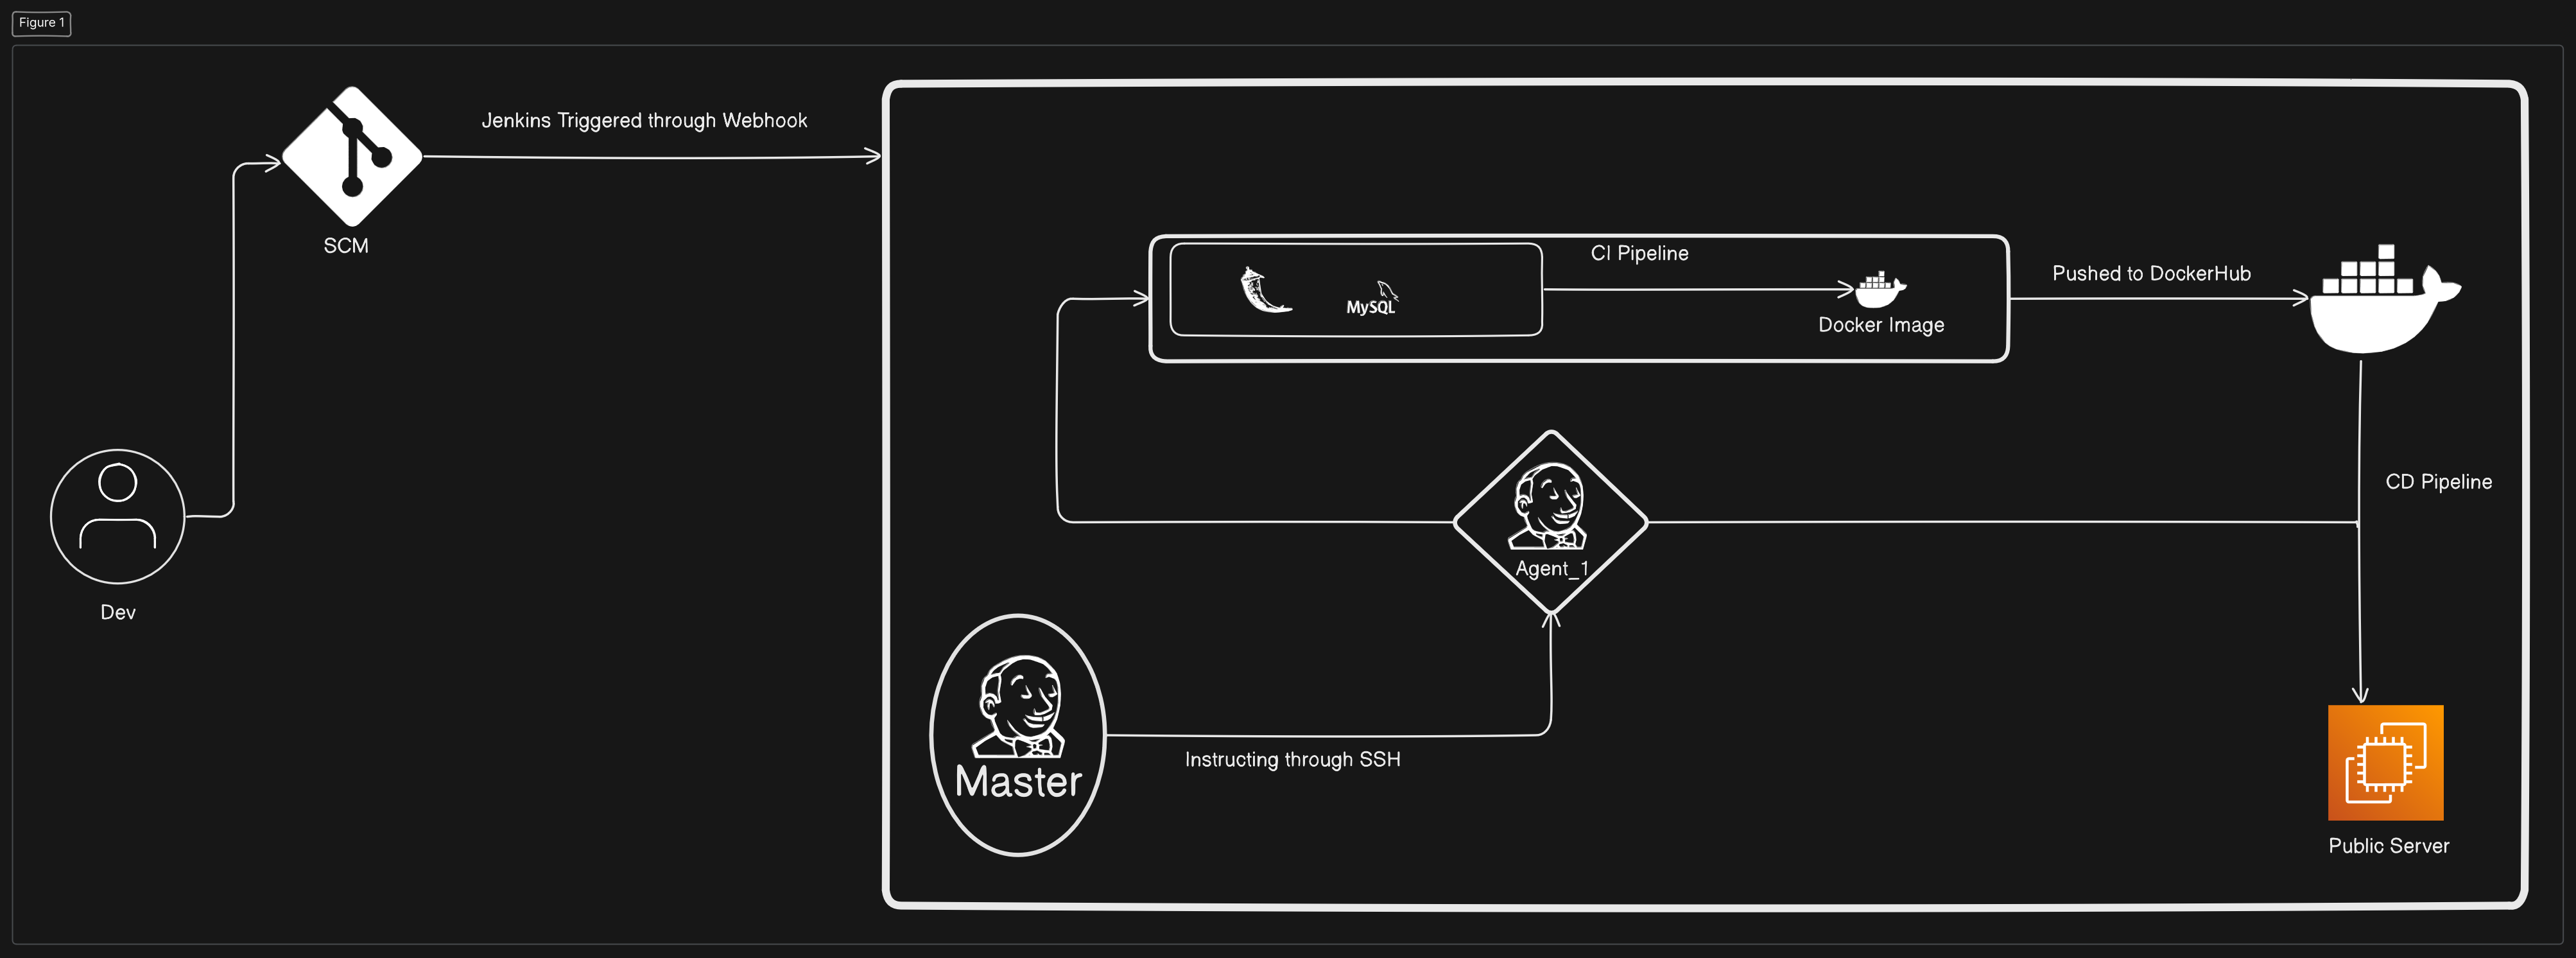 Figure 1
Jenkins Triggered through Webhook
SCM
CI Pipeline
MySQL
Docker Image
Pushed to DockerHub
CD Pipeline
Agent_1
Dev
Master
Instructing through SSH
Public Server